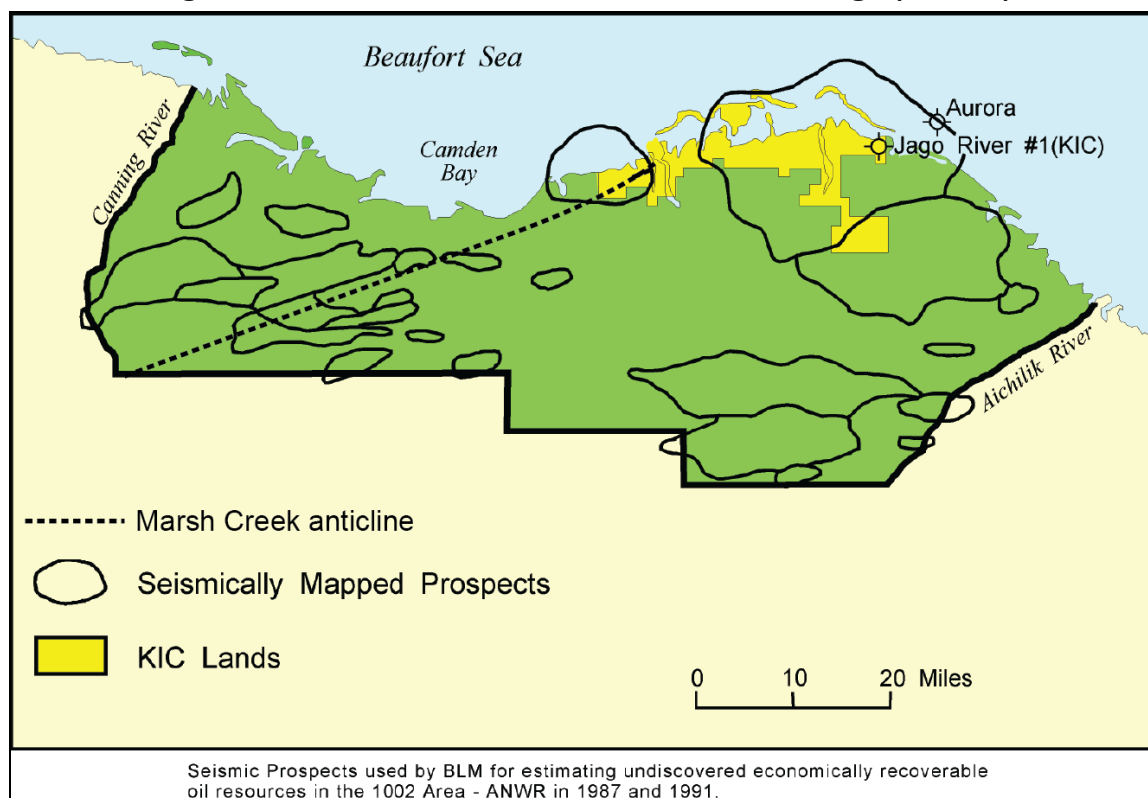 Beaufort Sea
Canning River
Camden
Bay
Aurora
Jago River #1(KIC)
Aichilik River
Marsh Creek anticline
Seismically Mapped Prospects
KIC Lands
0 10 20 Miles
Seismic Prospects used by BLM for estimating undiscovered economically recoverable
oil resources in the 1002 Area - ANWR in 1987 and 1991.